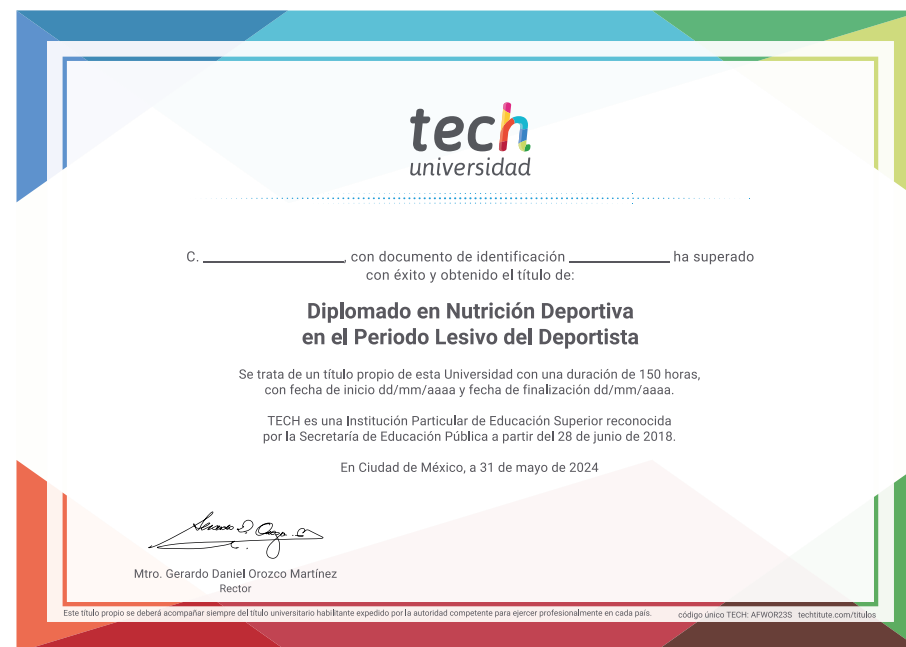 tech
universidad
C. ____________, con documento de identificación ____________ ha superado
con éxito y obtenido el título de:
Diplomado en Nutrición Deportiva
en el Periodo Lesivo del Deportista
Se trata de un título propio de esta Universidad con una duración de 150 horas,
con fecha de inicio dd/mm/aaaa y fecha de finalización dd/mm/aaaa.
TECH es una Institución Particular de Educación Superior reconocida
por la Secretaría de Educación Pública a partir del 28 de junio de 2018.
En Ciudad de México, a 31 de mayo de 2024
Mtro. Gerardo Daniel Orozco Martínez
Rector
Este título propio se deberá acompañar siempre del título universitario habilitante expedido por la autoridad competente para ejercer profesionalmente en cada país.
código único TECH: AFWOR23S techtitute.com/titulos